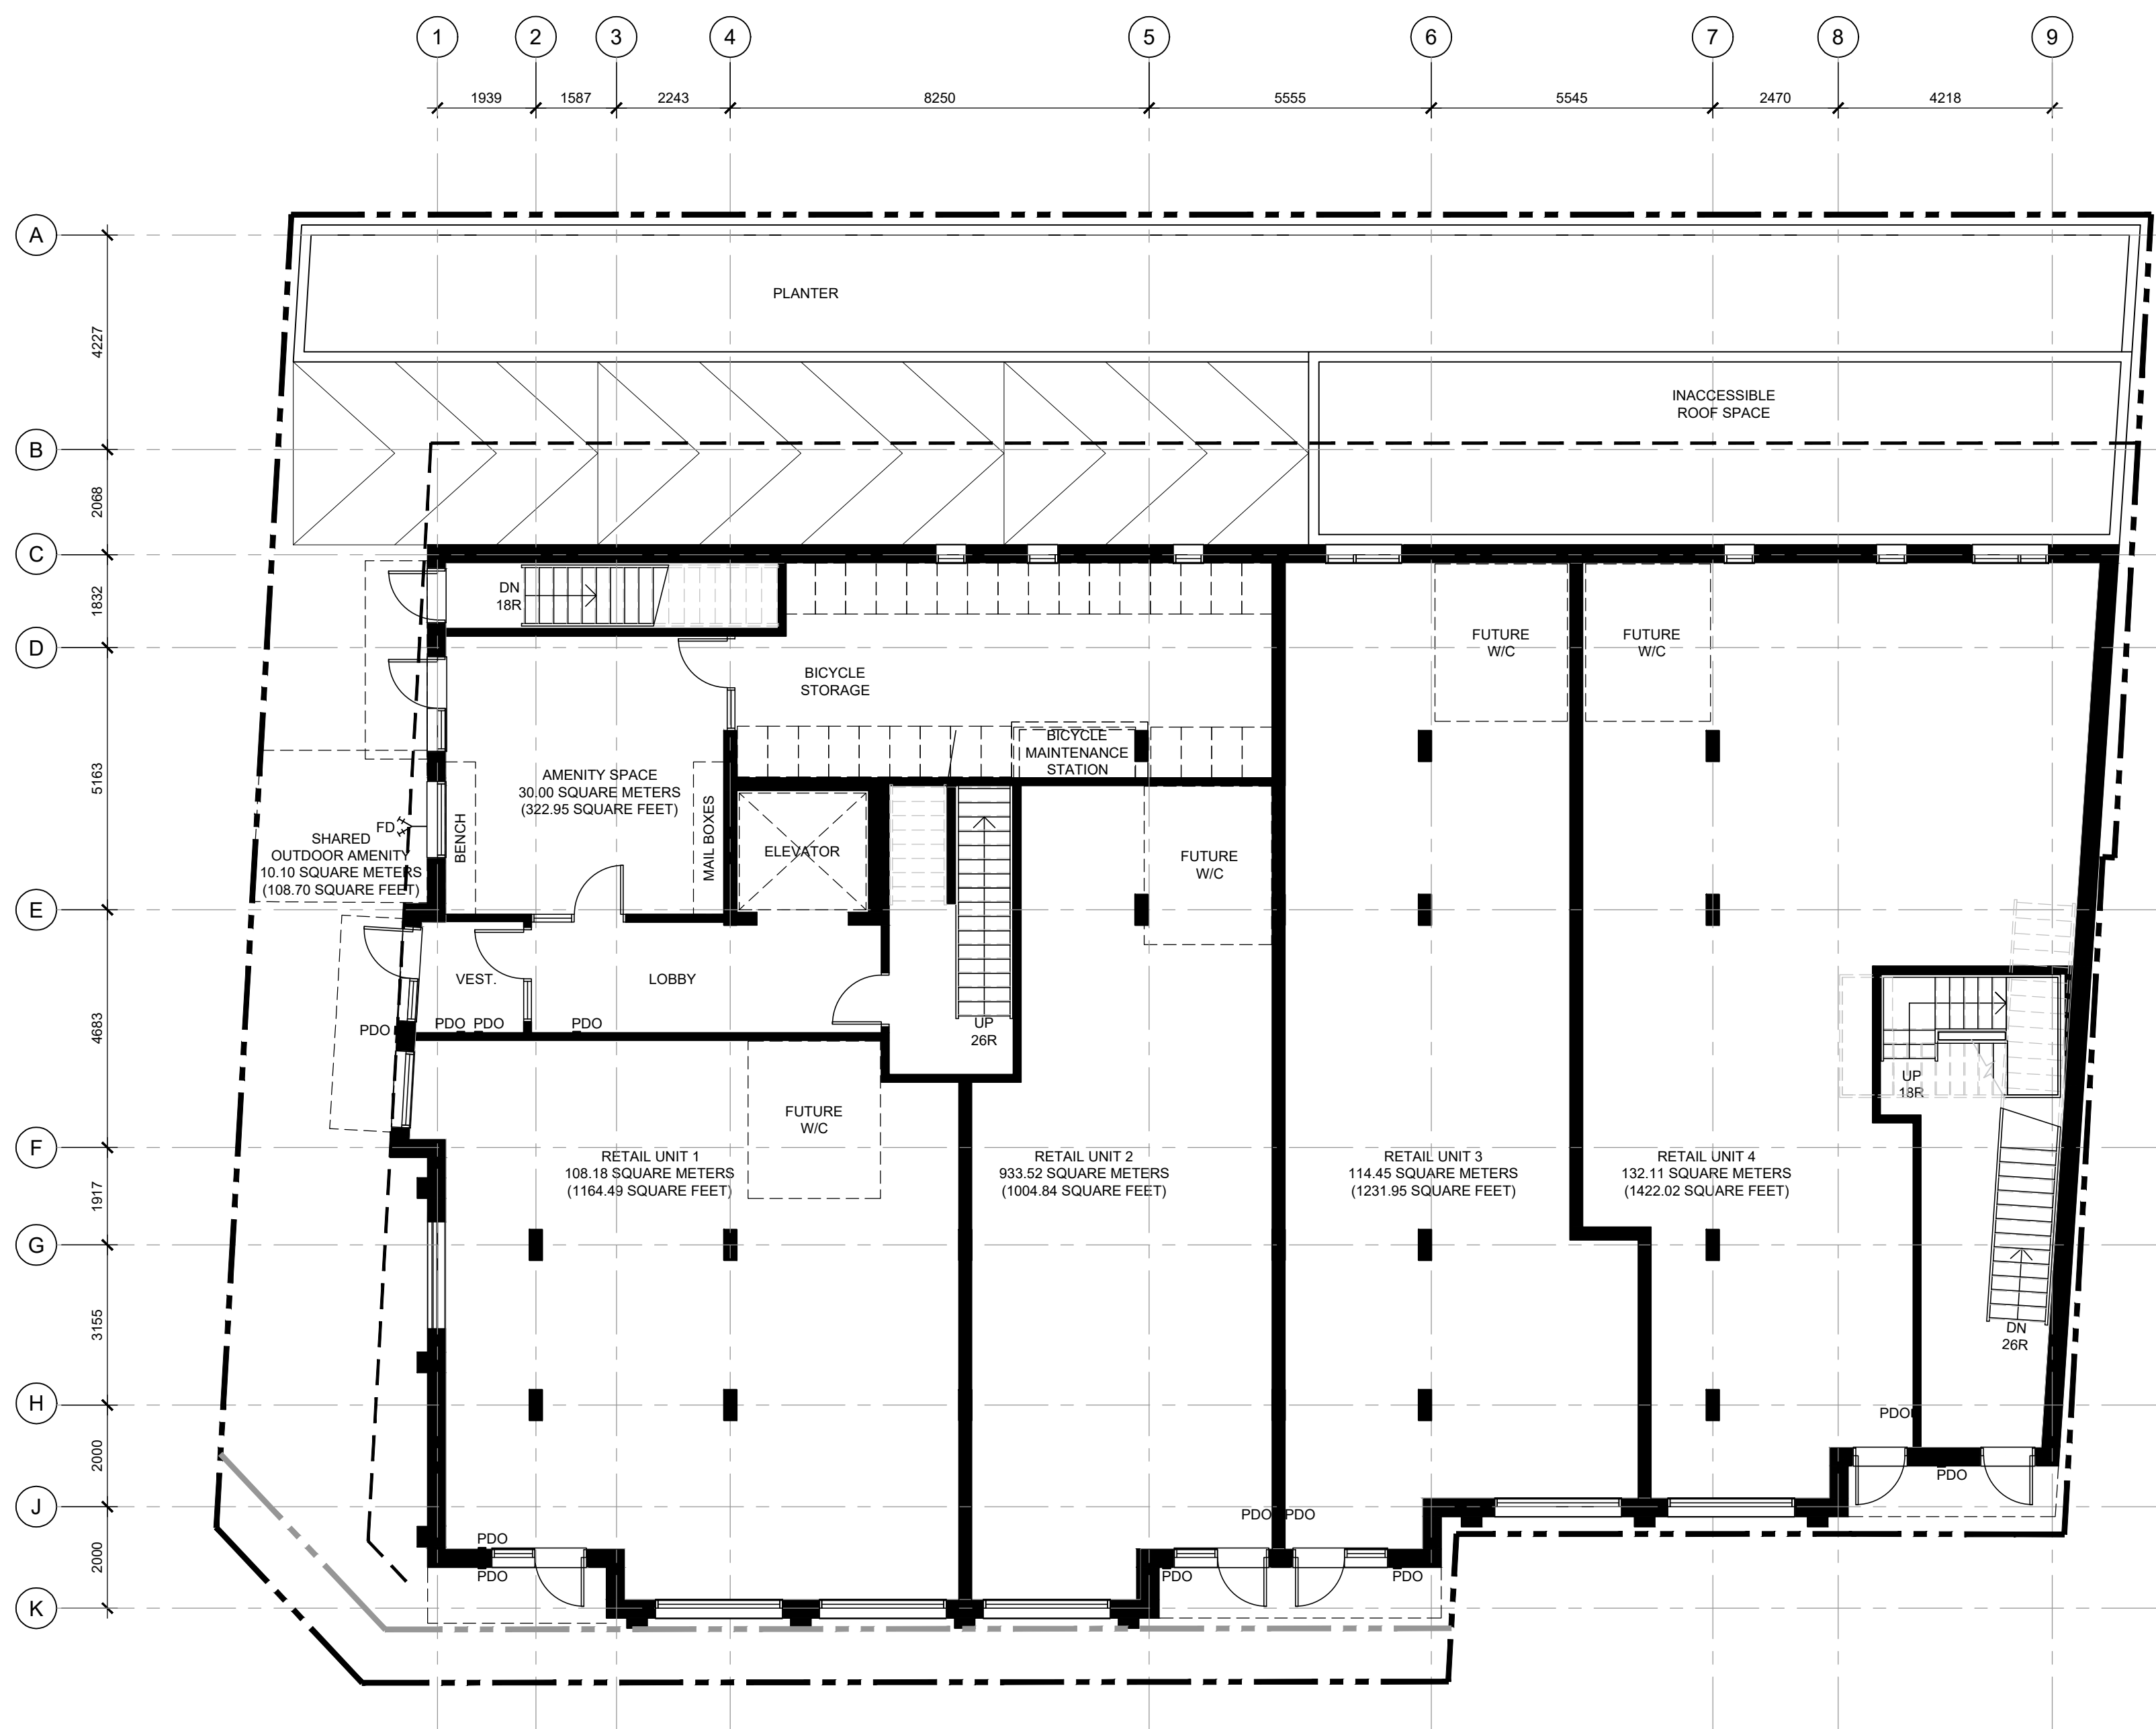 1
2
3
4
5
6
7
8
9
1939
1587
2243
8250
5555
5545
2470
4218
A
B
C
D
E
F
G
H
J
K
4227
2068
1832
5163
4683
1917
3155
2000
2000
PLANTER
INACCESSIBLE
ROOF SPACE
DN
18R
BICYCLE
STORAGE
BICYCLE
MAINTENANCE
STATION
FUTURE
W/C
FUTURE
W/C
AMENITY SPACE
30.00 SQUARE METERS
(322.95 SQUARE FEET)
BENCH
MAIL BOXES
FD
SHARED
OUTDOOR AMENITY
10.10 SQUARE METERS
(108.70 SQUARE FEET)
ELEVATOR
FUTURE
W/C
VEST.
LOBBY
PDO
PDO
PDO
PDO
UP
26R
UP
18R
FUTURE
W/C
RETAIL UNIT 1
108.18 SQUARE METERS
(1164.49 SQUARE FEET)
RETAIL UNIT 2
933.52 SQUARE METERS
(1004.84 SQUARE FEET)
RETAIL UNIT 3
114.45 SQUARE METERS
(1231.95 SQUARE FEET)
RETAIL UNIT 4
132.11 SQUARE METERS
(1422.02 SQUARE FEET)
DN
26R
PDO
PDO
PDO
PDO
PDO
PDO
PDO
PDO